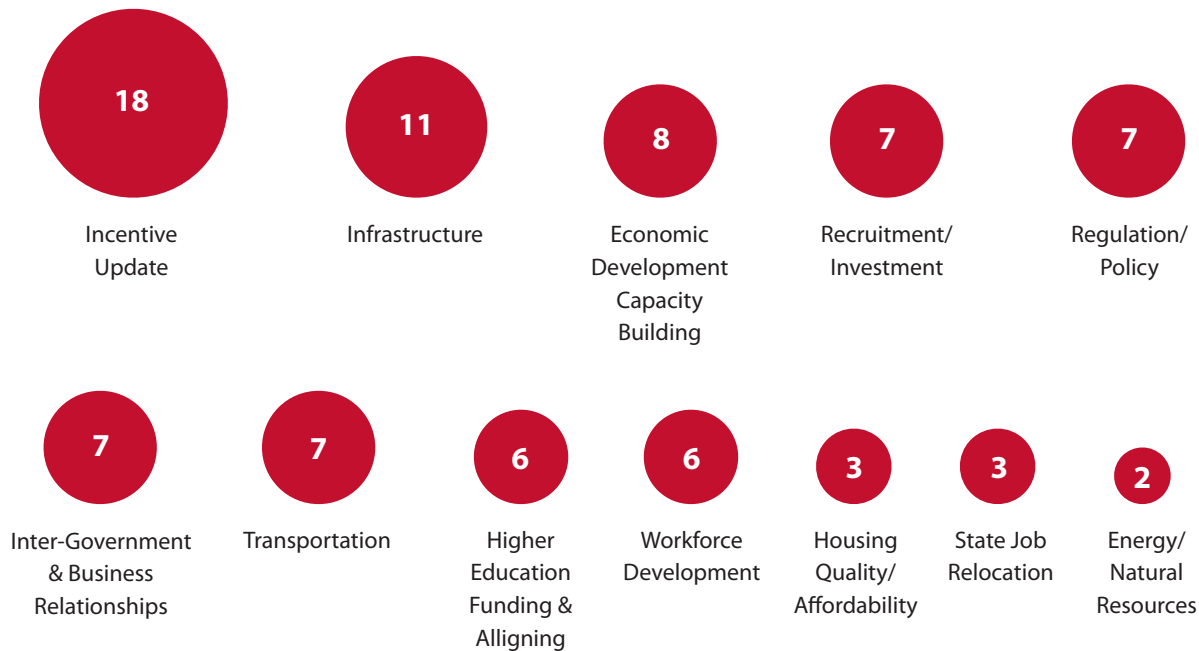 18
11
8
7
7
Incentive
Update
Infrastructure
Economic
Development
Capacity
Building
Recruitment/
Investment
Regulation/
Policy
7
7
6
6
3
3
2
Inter-Government
& Business
Relationships
Transportation
Higher
Education
Funding &
Alligning
Workforce
Development
Housing
Quality/
Affordability
State Job
Relocation
Energy/
Natural
Resources